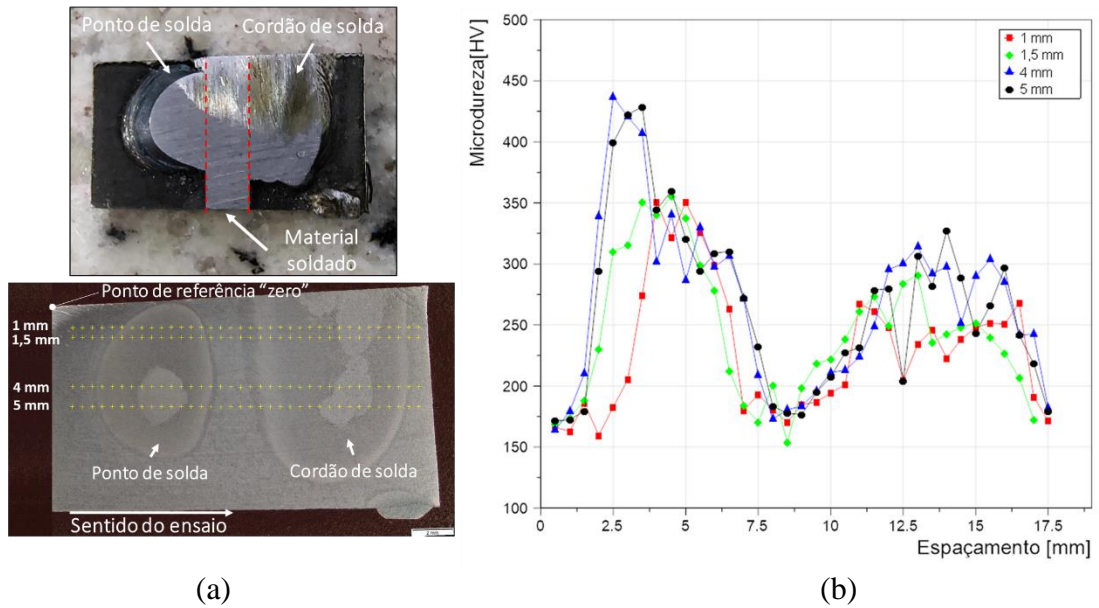 Ponto de solda
Cordão de solda
Material
soldado
Ponto de referência “zero”
1 mm
1,5 mm
4 mm
5 mm
Ponto de solda
Cordão de solda
Sentido do ensaio
2 mm
(a)
Microdureza[HV]
500
450
400
350
300
250
200
150
100
0
2.5
5
7.5
10
12.5
15
17.5
Espaçamento [mm]
1 mm
1,5 mm
4 mm
5 mm
(b)